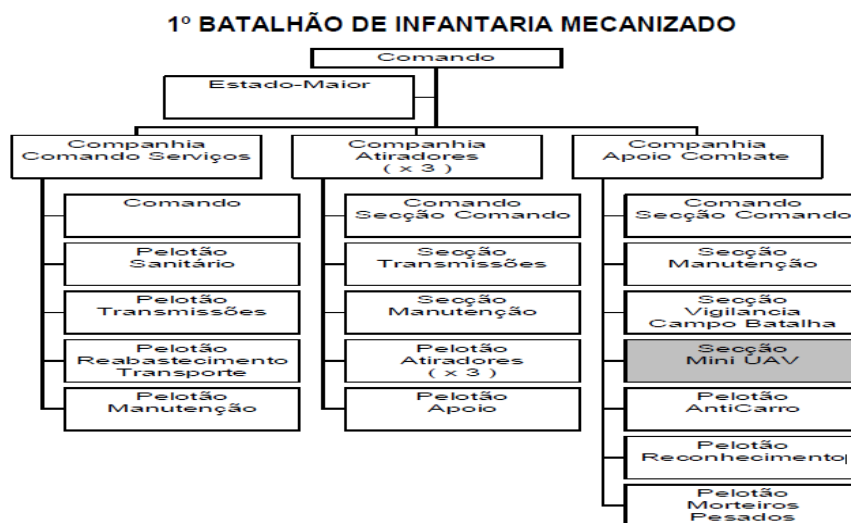 1º BATALHÃO DE INFANTARIA MECANIZADO
Comando
Estado-Maior
Companhia
Comando Serviços
Companhia
Atiradores
( x 3 )
Companhia
Apoio Combate
Comando
Pelotão
Sanitário
Pelotão
Transmissões
Pelotão
Reabastecimento
Transporte
Pelotão
Manutenção
Comando
Secção Comando
Secção
Transmissões
Secção
Manutenção
Pelotão
Atiradores
( x 3 )
Pelotão
Apoio
Comando
Secção Comando
Secção
Manutenção
Secção
Vigilancia
Campo Batalha
Secção
Mini UAV
Pelotão
AntiCarro
Pelotão
Reconhecimento
Pelotão
Morteiros
Pesados